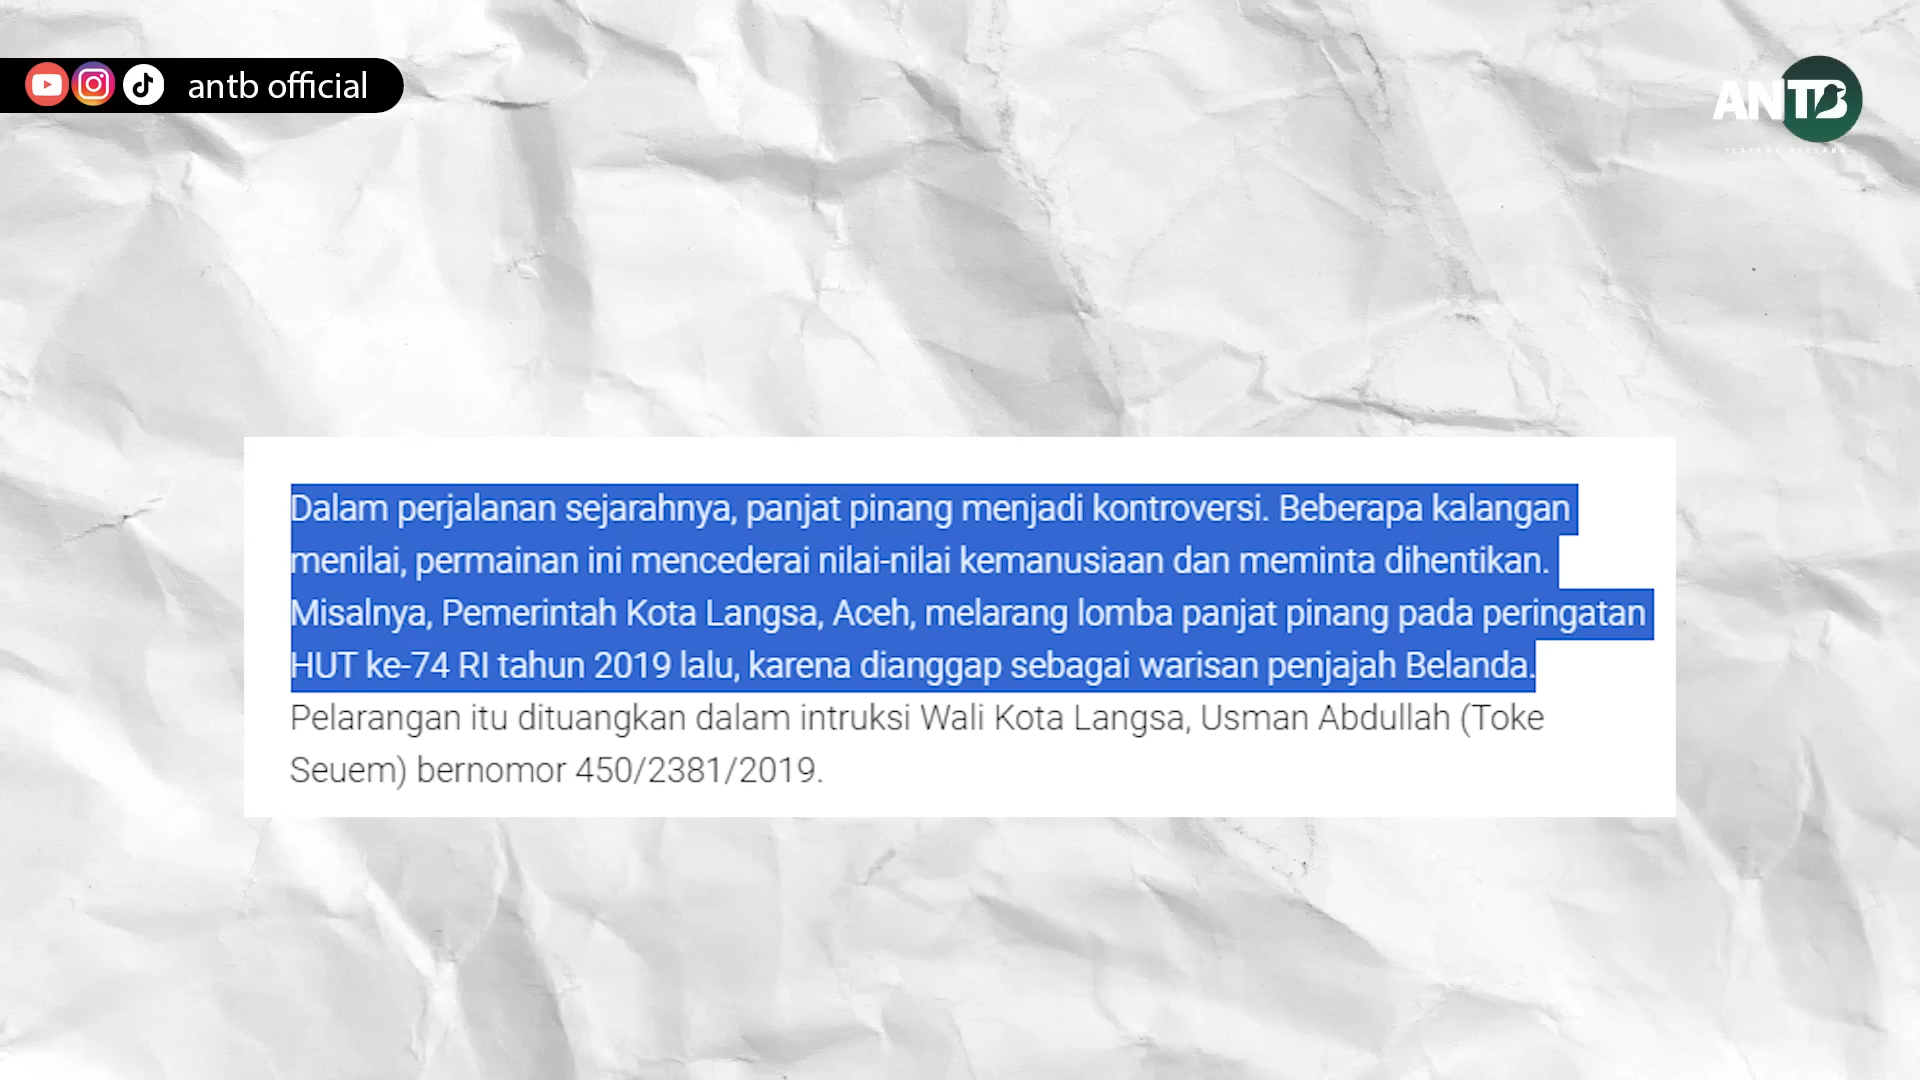 antb official
ANTB
Dalam perjalanan sejarahnya, panjat pinang menjadi kontroversi. Beberapa kalangan
menilai, permainan ini mencederai nilai-nilai kemanusiaan dan meminta dihentikan.
Misalnya, Pemerintah Kota Langsa, Aceh, melarang lomba panjat pinang pada peringatan
HUT ke-74 RI tahun 2019 lalu, karena dianggap sebagai warisan penjajah Belanda.
Pelarangan itu dituangkan dalam intruksi Wali Kota Langsa, Usman Abdullah (Toke
Seuem) bernomor 450/2381/2019.